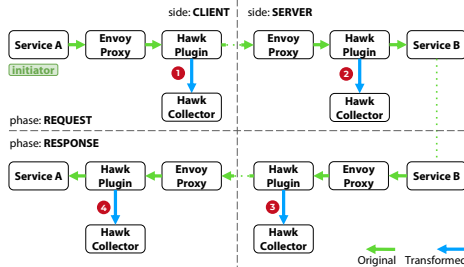 side: CLIENT
side: SERVER
Service A
Envoy
Proxy
Hawk
Plugin
Envoy
Proxy
Hawk
Plugin
Service B
initiator
1
2
Hawk
Collector
Hawk
Collector
phase: REQUEST
phase: RESPONSE
Service A
Hawk
Plugin
Envoy
Proxy
Hawk
Plugin
Envoy
Proxy
Service B
4
3
Hawk
Collector
Hawk
Collector
Original
Transformed